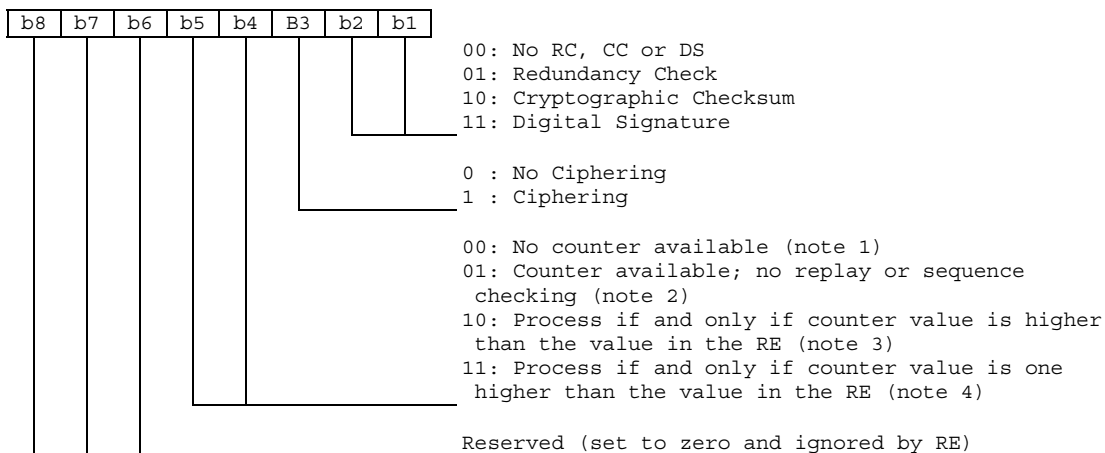 b8 b7 b6 b5 b4 B3 b2 b1
00: No RC, CC or DS
01: Redundancy Check
10: Cryptographic Checksum
11: Digital Signature
0 : No Ciphering
1 : Ciphering
00: No counter available (note 1)
01: Counter available; no replay or sequence
checking (note 2)
10: Process if and only if counter value is higher
than the value in the RE (note 3)
11: Process if and only if counter value is one
higher than the value in the RE (note 4)
Reserved (set to zero and ignored by RE)